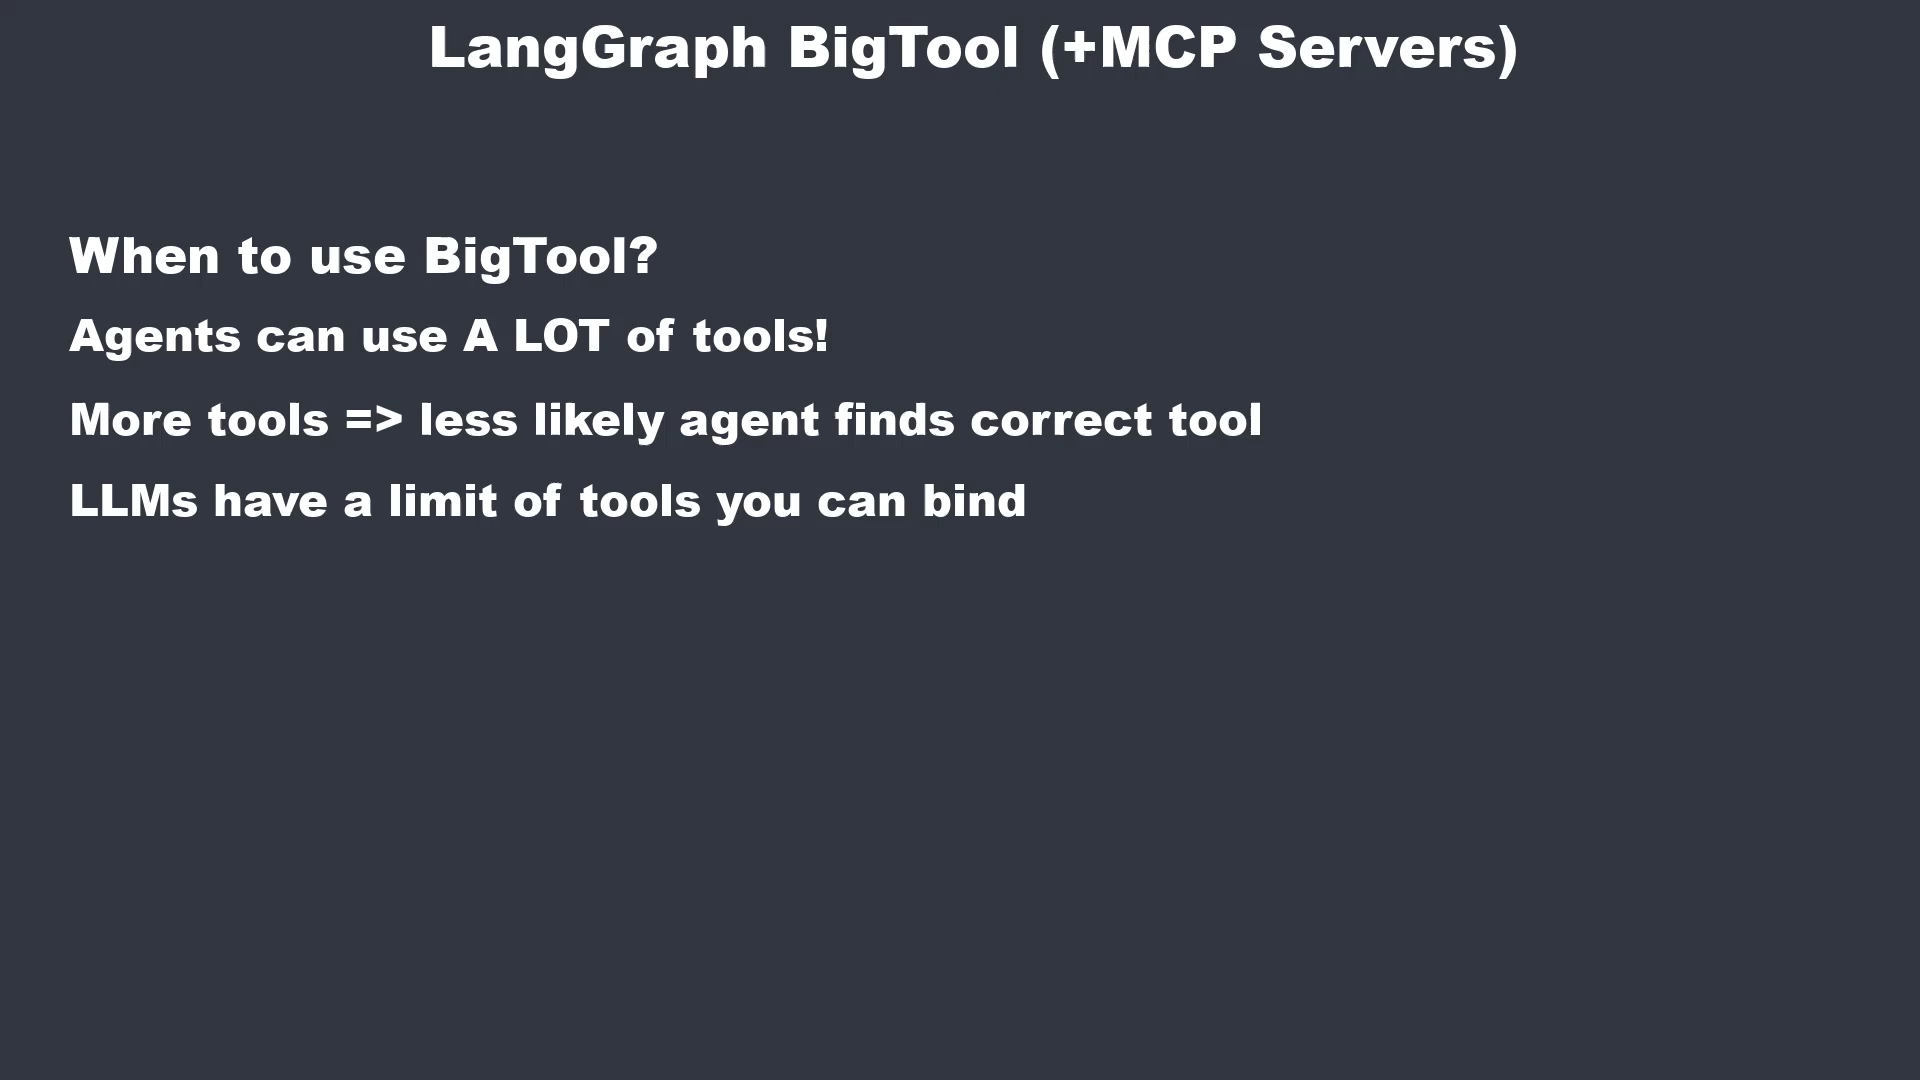 LangGraph BigTool (+MCP Servers)
When to use BigTool?
Agents can use A LOT of tools!
More tools => less likely agent finds correct tool
LLMs have a limit of tools you can bind